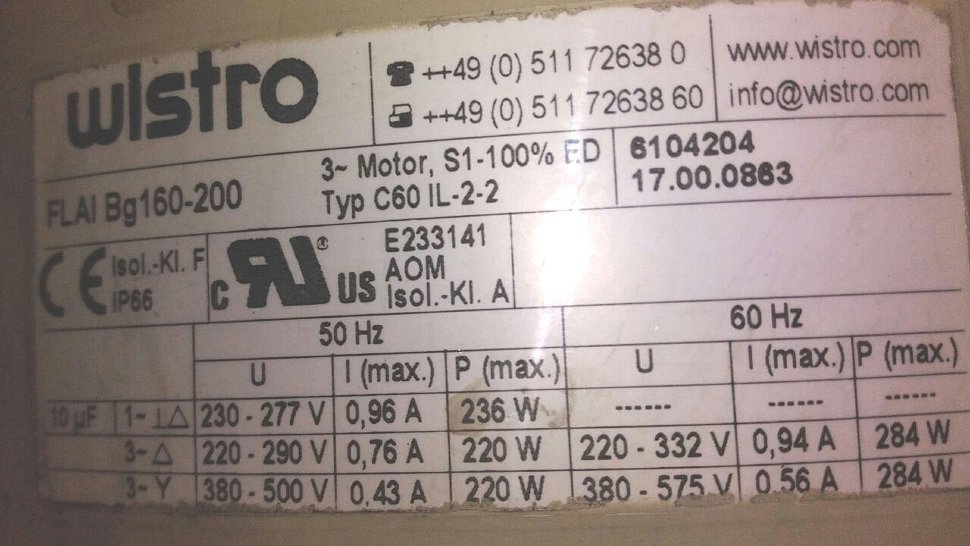 wistro
++49 (0) 511 72638 0
++49 (0) 511 72638 60
www.wistro.com
info@wistro.com
FLAI Bg160-200
3~ Motor, S1-100% ED
Typ C60 IL-2-2
6104204
17.00.0863
CE Isol.-Kl. F
IP66
c RU ® US
E233141
AOM
Isol.-Kl. A
50 Hz 60 Hz
U I (max.) P (max.) U I (max.) P (max.)
10 µF 1~ ⊥ △ 230 - 277 V 0,96 A 236 W ------ ------ ------
3~ △ 220 - 290 V 0,76 A 220 W 220 - 332 V 0,94 A 284 W
3~ Y 380 - 500 V 0,43 A 220 W 380 - 575 V 0,56 A 284 W